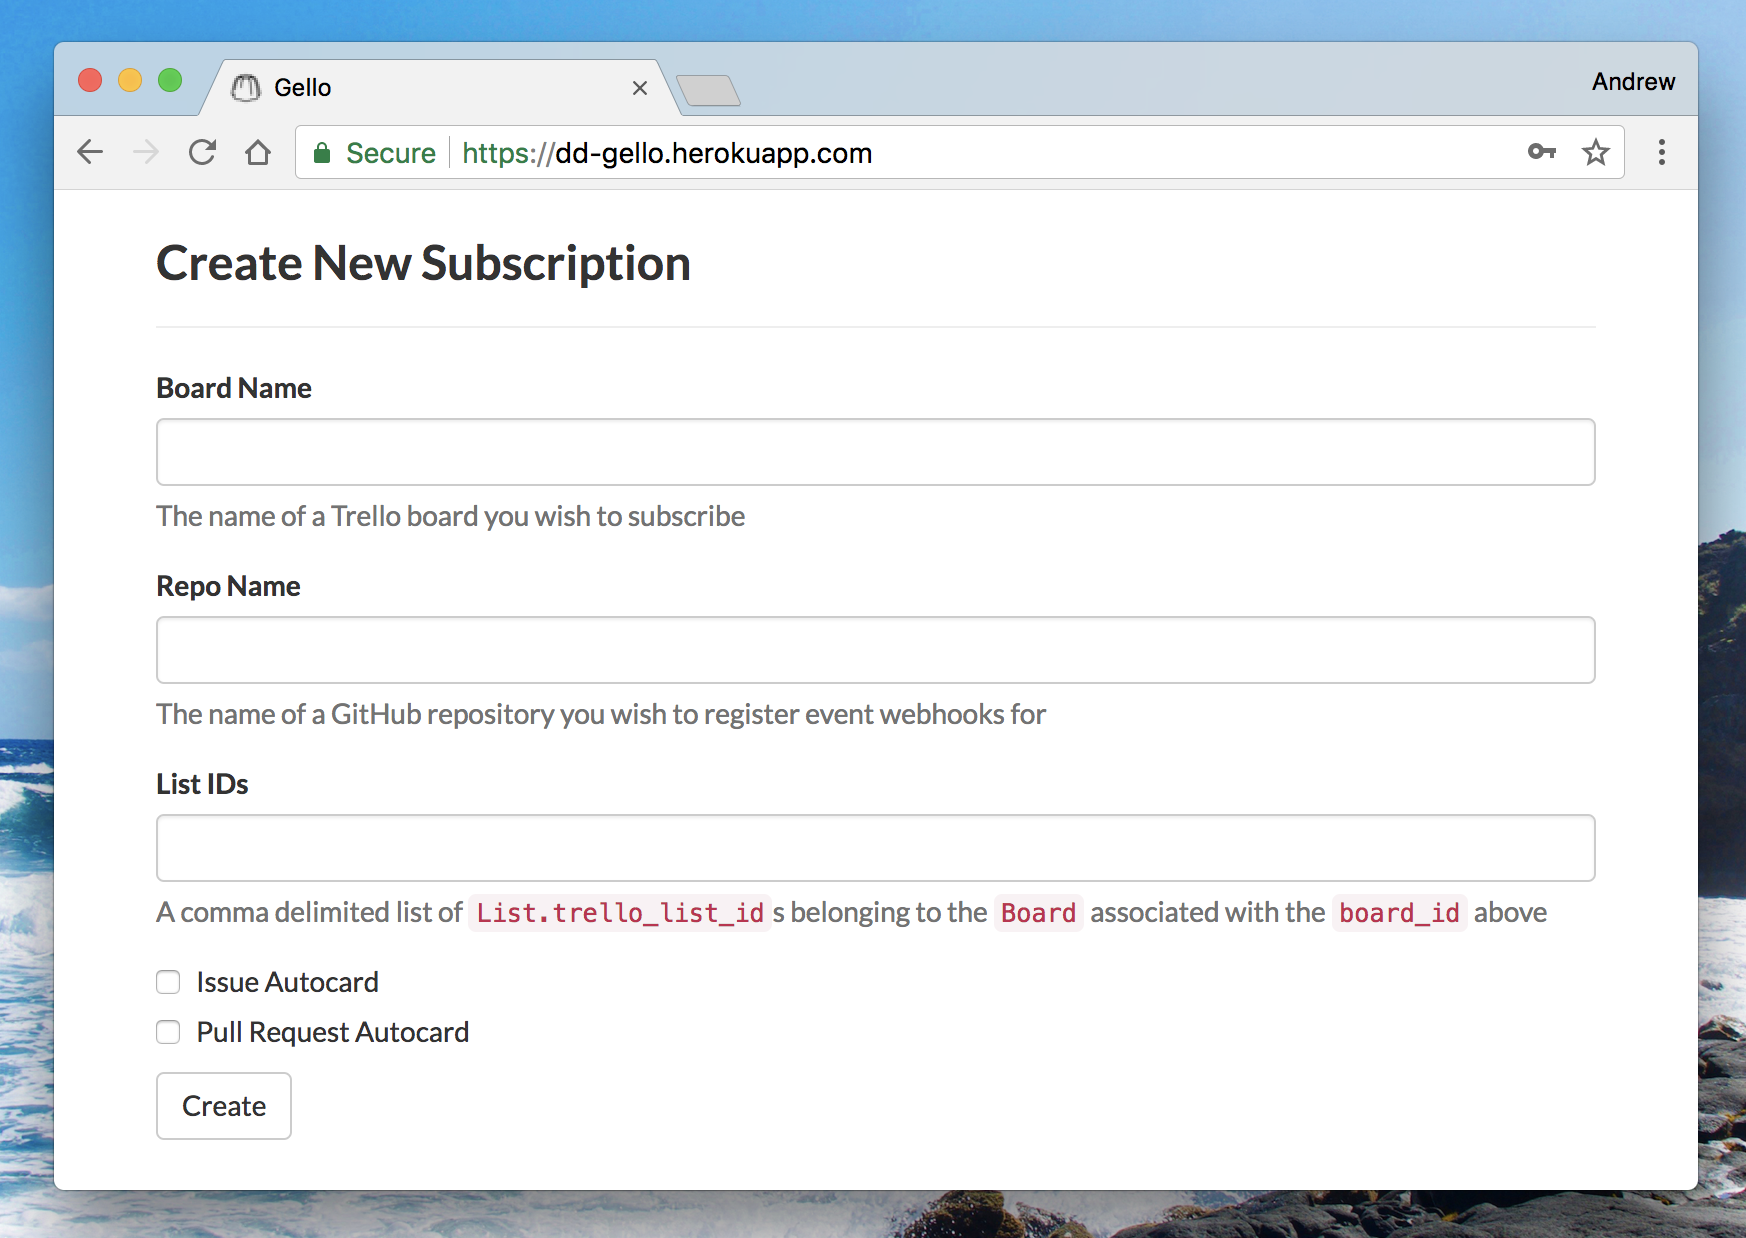 Gello
Andrew
Secure https://dd-gello.herokuapp.com
Create New Subscription
Board Name
The name of a Trello board you wish to subscribe
Repo Name
The name of a GitHub repository you wish to register event webhooks for
List IDs
A comma delimited list of List.trello_list_ids belonging to the Board associated with the board_id above
Issue Autocard
Pull Request Autocard
Create